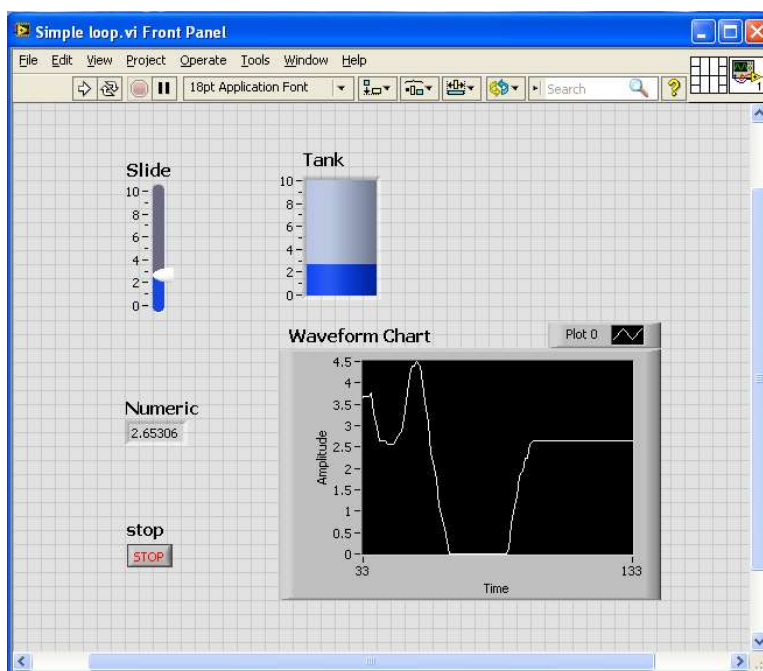 Simple loop.vi Front Panel
File Edit View Project Operate Tools Window Help
18pt Application Font Search ? 1
Slide
10
8
6
4
2
0
Tank
10
8
6
4
2
0
Waveform Chart
Plot 0
4.5
4
3.5
3
2.5
2
1.5
1
0.5
0
Amplitude
33 133
Time
Numeric
2.65306
stop
STOP